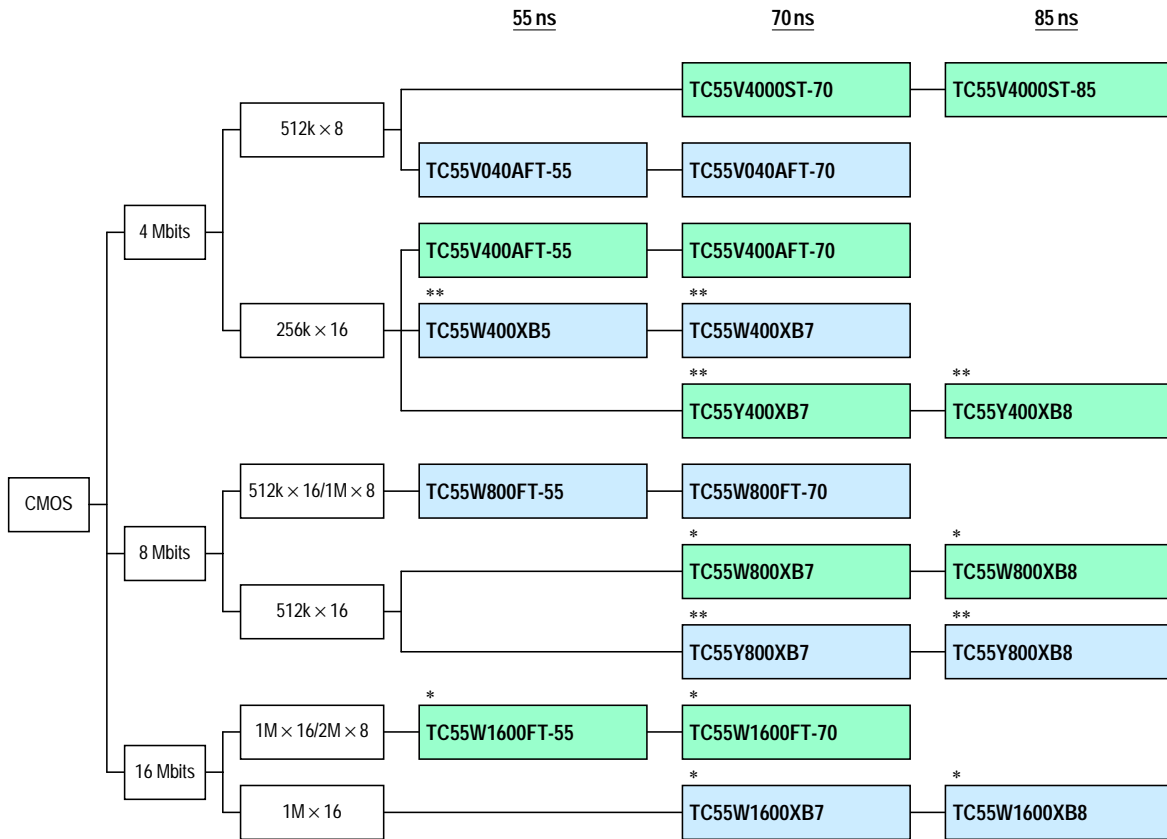 55 ns 70 ns 85 ns
TC55V4000ST-70 TC55V4000ST-85
512k × 8
TC55V040AFT-55 TC55V040AFT-70
4 Mbits
TC55V400AFT-55 TC55V400AFT-70
** **
256k × 16 TC55W400XB5 TC55W400XB7
** **
TC55Y400XB7 TC55Y400XB8
CMOS
512k × 16/1M × 8 TC55W800FT-55 TC55W800FT-70
8 Mbits
* *
TC55W800XB7 TC55W800XB8
512k × 16
** **
TC55Y800XB7 TC55Y800XB8
* *
1M × 16/2M × 8 TC55W1600FT-55 TC55W1600FT-70
16 Mbits
* *
1M × 16 TC55W1600XB7 TC55W1600XB8